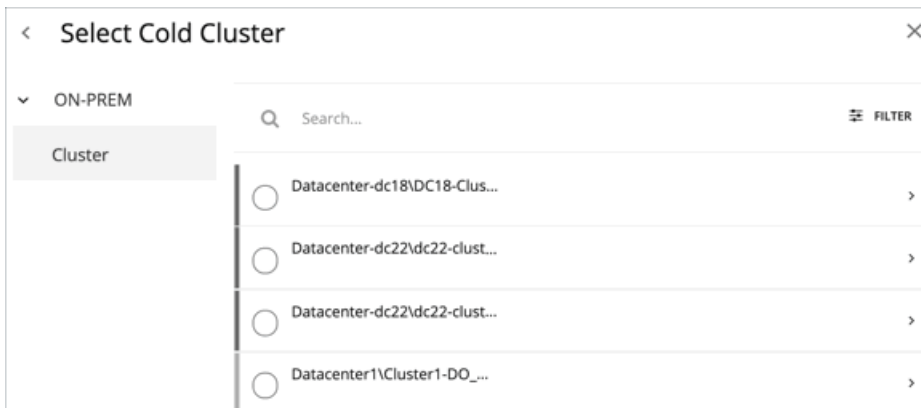 Select Cold Cluster
ON-PREM
Search...
FILTER
Cluster
Datacenter-dc18\DC18-Clus...
Datacenter-dc22\dc22-clust...
Datacenter-dc22\dc22-clust...
Datacenter1\Cluster1-DO_...